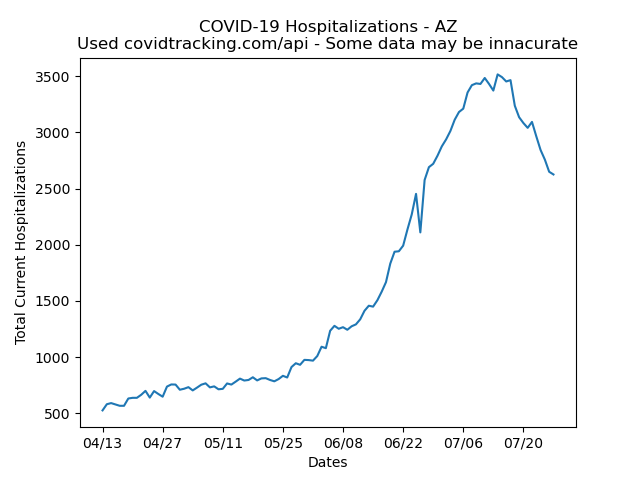 COVID-19 Hospitalizations - AZ
Used covidtracking.com/api - Some data may be innacurate
3500
3000
2500
2000
1500
1000
500
Total Current Hospitalizations
04/13 04/27 05/11 05/25 06/08 06/22 07/06 07/20
Dates